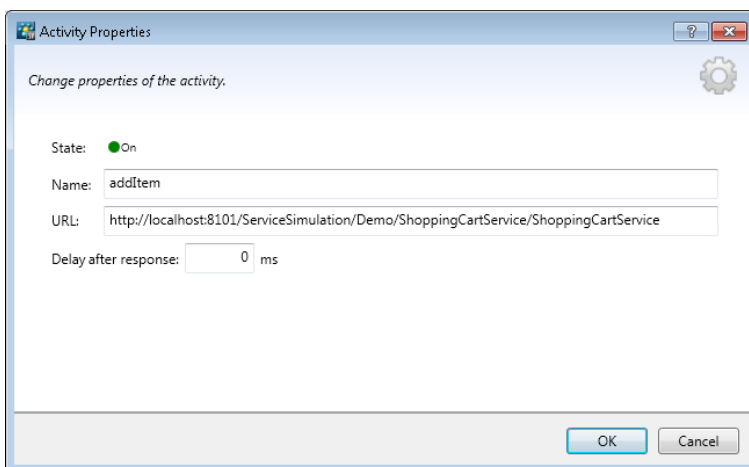 Activity Properties
Change properties of the activity.
State: On
Name: addItem
URL: http://localhost:8101/ServiceSimulation/Demo/ShoppingCartService/ShoppingCartService
Delay after response: 0 ms
OK Cancel